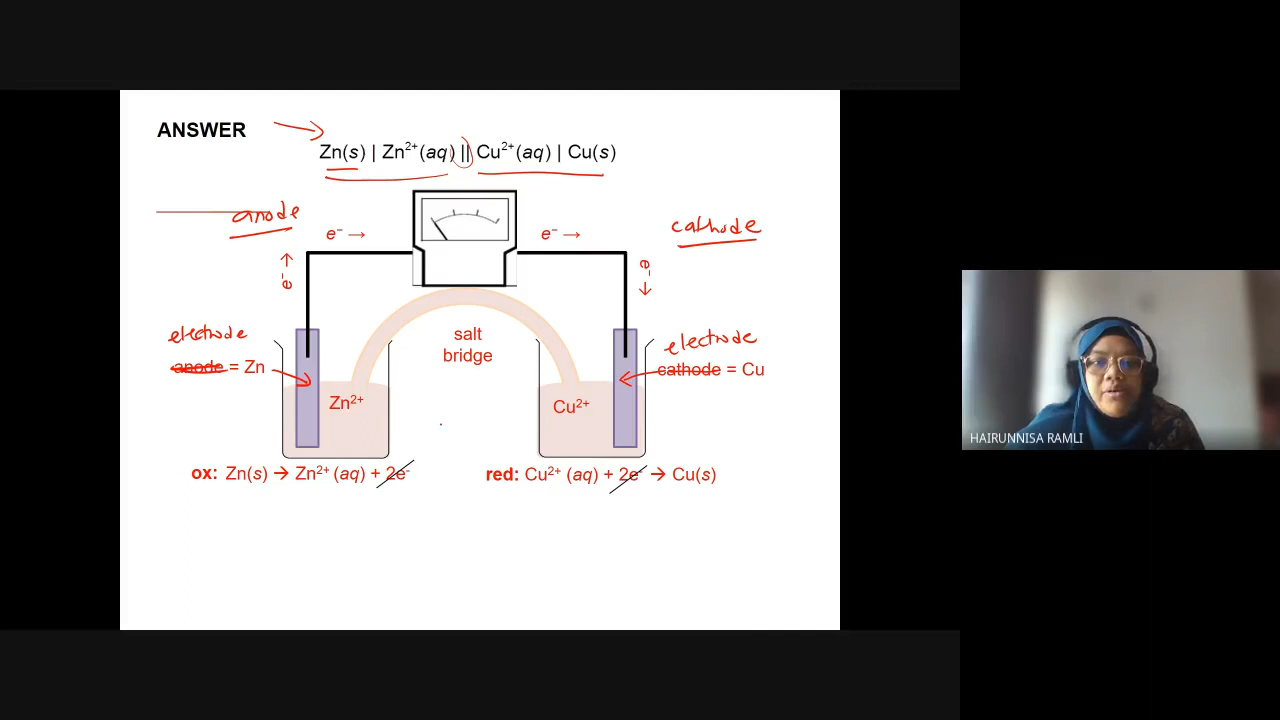 ANSWER
Zn(s) | Zn²⁺(aq) || Cu²⁺(aq) | Cu(s)
anode
cathode
e⁻ →
e⁻ →
e⁻ →
e⁻ →
salt
bridge
electrode
anode = Zn
electrode
cathode = Cu
Zn²⁺
Cu²⁺
ox: Zn(s) → Zn²⁺ (aq) + 2e⁻
red: Cu²⁺ (aq) + 2e⁻ → Cu(s)
HAIRUNNISA RAMLI